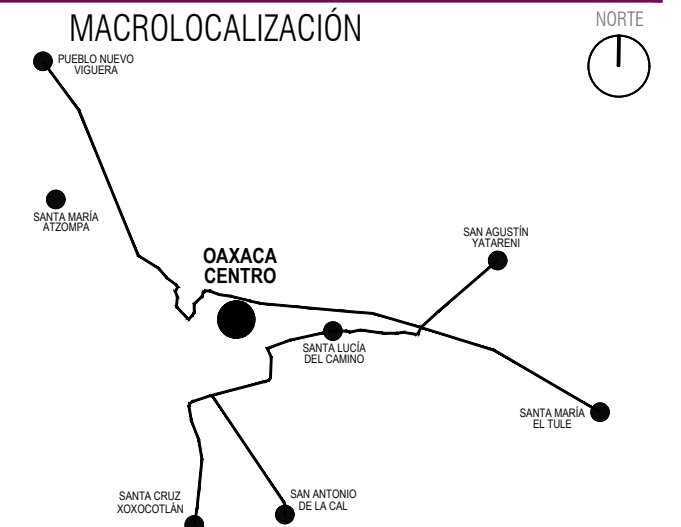 MACROLOCALIZACIÓN
NORTE
PUEBLO NUEVO
VIGUERA
SANTA MARÍA
ATZOMPA
OAXACA
CENTRO
SAN AGUSTÍN
YATARENI
SANTA LUCÍA
DEL CAMINO
SANTA MARÍA
EL TULE
SANTA CRUZ
XOXOCOTLÁN
SAN ANTONIO
DE LA CAL